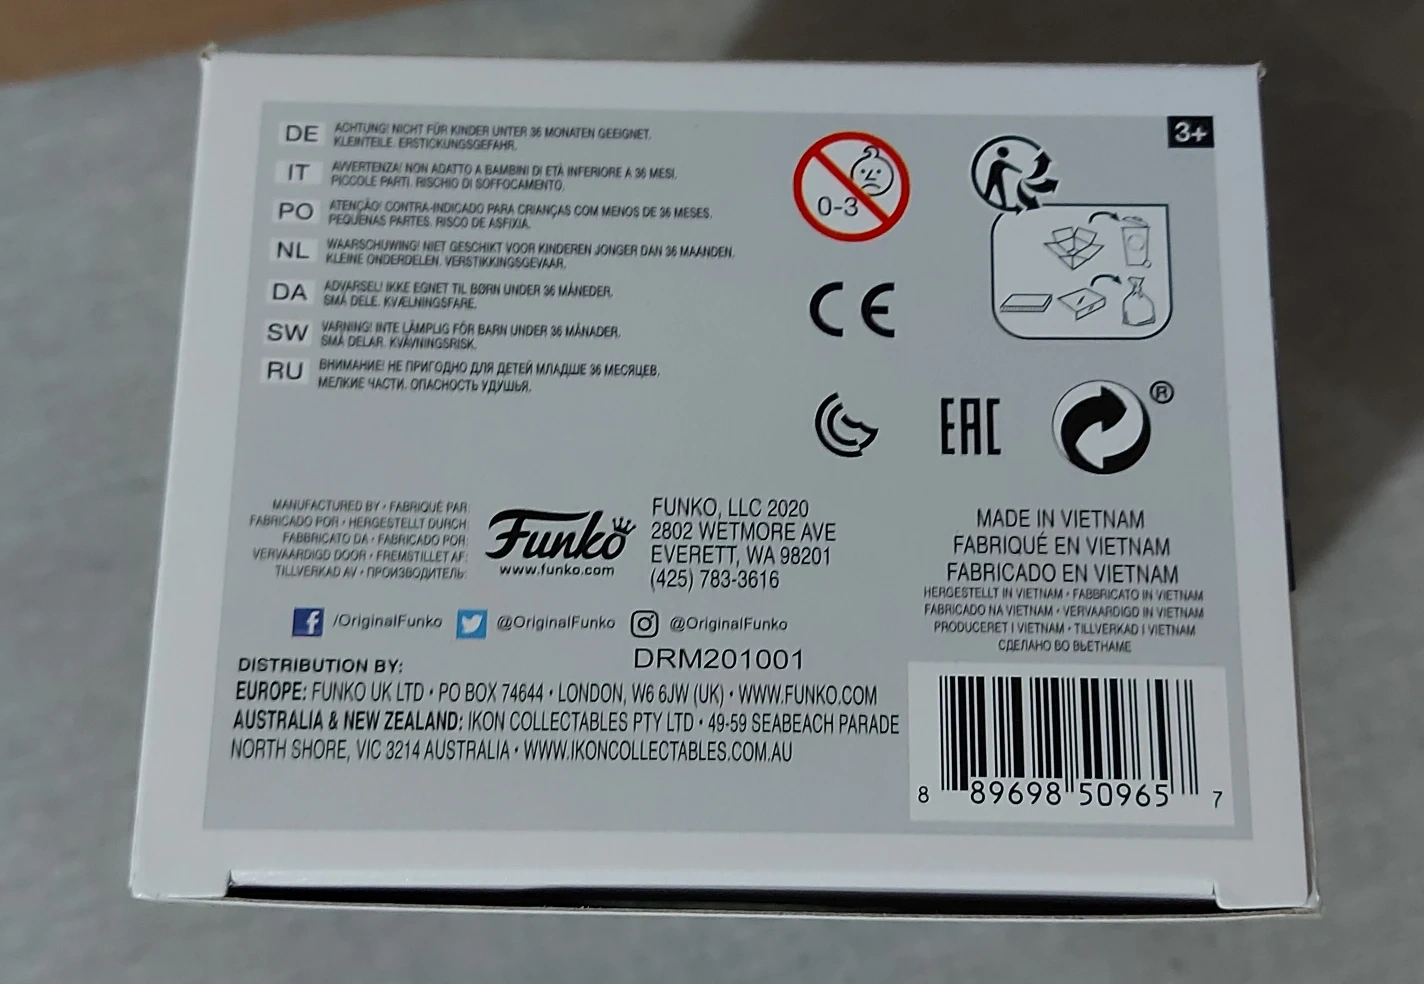 3+
DE ACHTUNG! NICHT FÜR KINDER UNTER 36 MONATEN GEEIGNET.
KLEINTEILE. ERSTICKUNGSGEFAHR.
IT AVVERTENZA! NON ADATTO A BAMBINI DI ETÀ INFERIORE A 36 MESI.
PICCOLE PARTI. RISCHIO DI SOFFOCAMENTO.
PO ATENÇÃO! CONTRA-INDICADO PARA CRIANÇAS COM MENOS DE 36 MESES.
PEQUENAS PARTES. RISCO DE ASFIXIA.
NL WAARSCHUWING! NIET GESCHIKT VOOR KINDEREN JONGER DAN 36 MAANDEN.
KLEINE ONDERDELEN. VERSTIKKINGSGEVAAR.
DA ADVARSEL! IKKE EGNET TIL BØRN UNDER 36 MÅNEDER.
SMÅ DELE. KVÆLNINGSFARE.
SW VARNING! INTE LÄMPLIG FÖR BARN UNDER 36 MÅNADER.
SMÅ DELAR. KVÄVNINGSRISK.
RU ВНИМАНИЕ! НЕ ПРИГОДНО ДЛЯ ДЕТЕЙ МЛАДШЕ 36 МЕСЯЦЕВ.
МЕЛКИЕ ЧАСТИ. ОПАСНОСТЬ УДУШЬЯ.
0-3
CE
EAC
®
MANUFACTURED BY • FABRIQUÉ PAR:
FABRICADO POR • HERGESTELLT DURCH:
FABBRICATO DA • FABRICADO POR:
VERVAARDIGD DOOR • FREMSTILLET AF:
TILLVERKAD AV • ПРОИЗВОДИТЕЛЬ:
Funko
www.funko.com
FUNKO, LLC 2020
2802 WETMORE AVE
EVERETT, WA 98201
(425) 783-3616
MADE IN VIETNAM
FABRIQUÉ EN VIETNAM
FABRICADO EN VIETNAM
HERGESTELLT IN VIETNAM • FABBRICATO IN VIETNAM
FABRICADO NA VIETNAM • VERVAARDIGD IN VIETNAM
PRODUCERET I VIETNAM • TILLVERKAD I VIETNAM
СДЕЛАНО ВО ВЬЕТНАМЕ
f /OriginalFunko @OriginalFunko @OriginalFunko
DRM201001
DISTRIBUTION BY:
EUROPE: FUNKO UK LTD • PO BOX 74644 • LONDON, W6 6JW (UK) • WWW.FUNKO.COM
AUSTRALIA & NEW ZEALAND: IKON COLLECTABLES PTY LTD • 49-59 SEABEACH PARADE
NORTH SHORE, VIC 3214 AUSTRALIA • WWW.IKONCOLLECTABLES.COM.AU
8 89698 50965 7